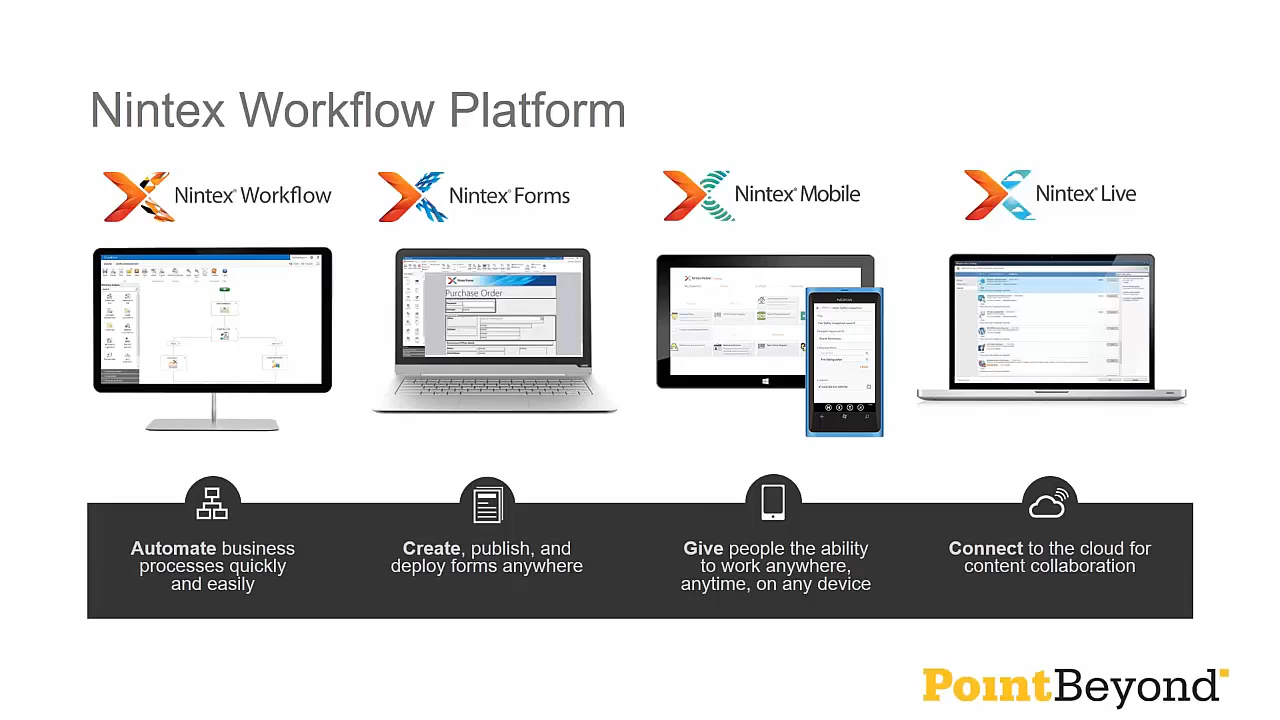 Nintex Workflow Platform
Nintex® Workflow
Nintex® Forms
Nintex® Mobile
Nintex® Live
Purchase Order
NOKIA
Automate business
processes quickly
and easily
Create, publish, and
deploy forms anywhere
Give people the ability
to work anywhere,
anytime, on any device
Connect to the cloud for
content collaboration
PointBeyond